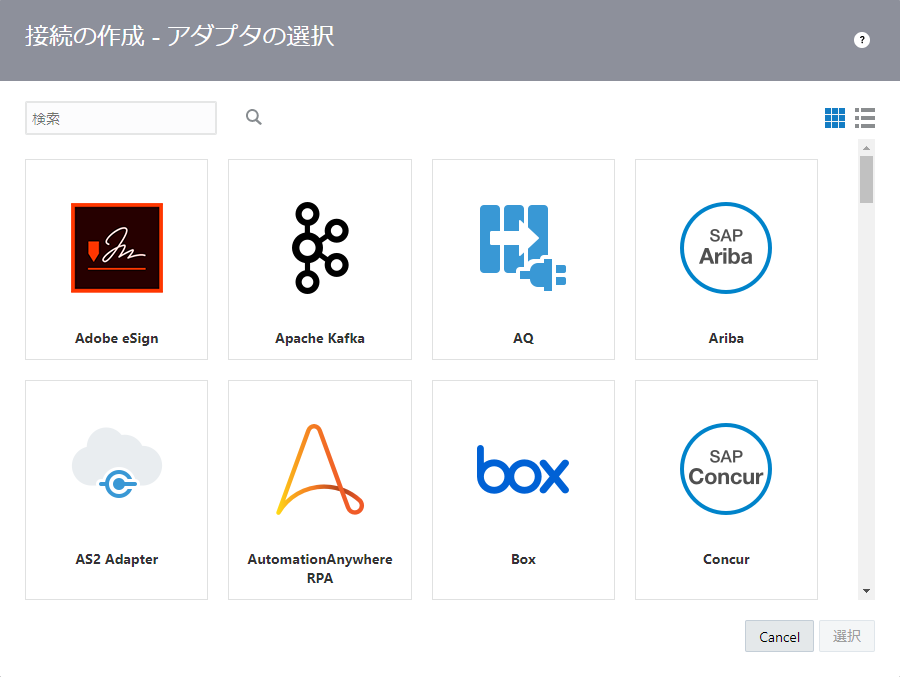 接続の作成 - アダプタの選択
?
検索
SAP
Ariba
Adobe eSign
Apache Kafka
AQ
Ariba
box
SAP
Concur
AS2 Adapter
AutomationAnywhere
RPA
Box
Concur
Cancel
選択